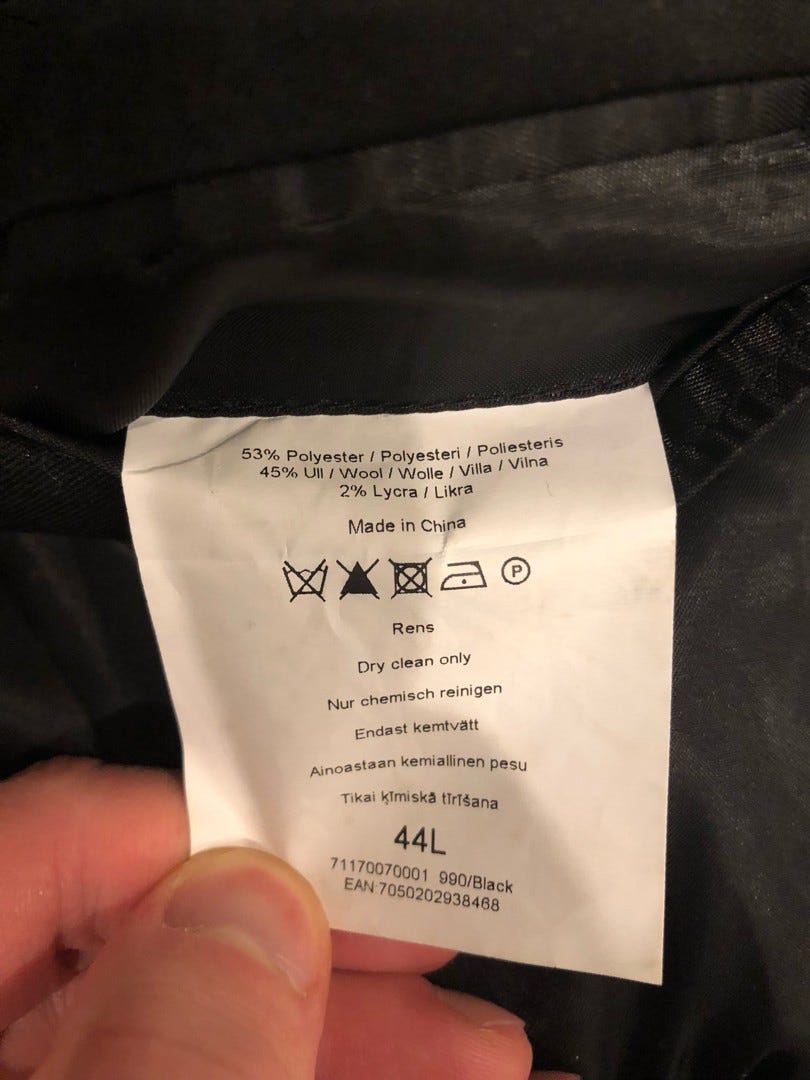 53% Polyester / Polyesteri / Poliesteris
45% Ull / Wool / Wolle / Villa / Vilna
2% Lycra / Likra
Made in China
P
Rens
Dry clean only
Nur chemisch reinigen
Endast kemtvätt
Ainoastaan kemiallinen pesu
Tikai ķīmiskā tīrīšana
44L
71170070001 990/Black
EAN:7050202938468